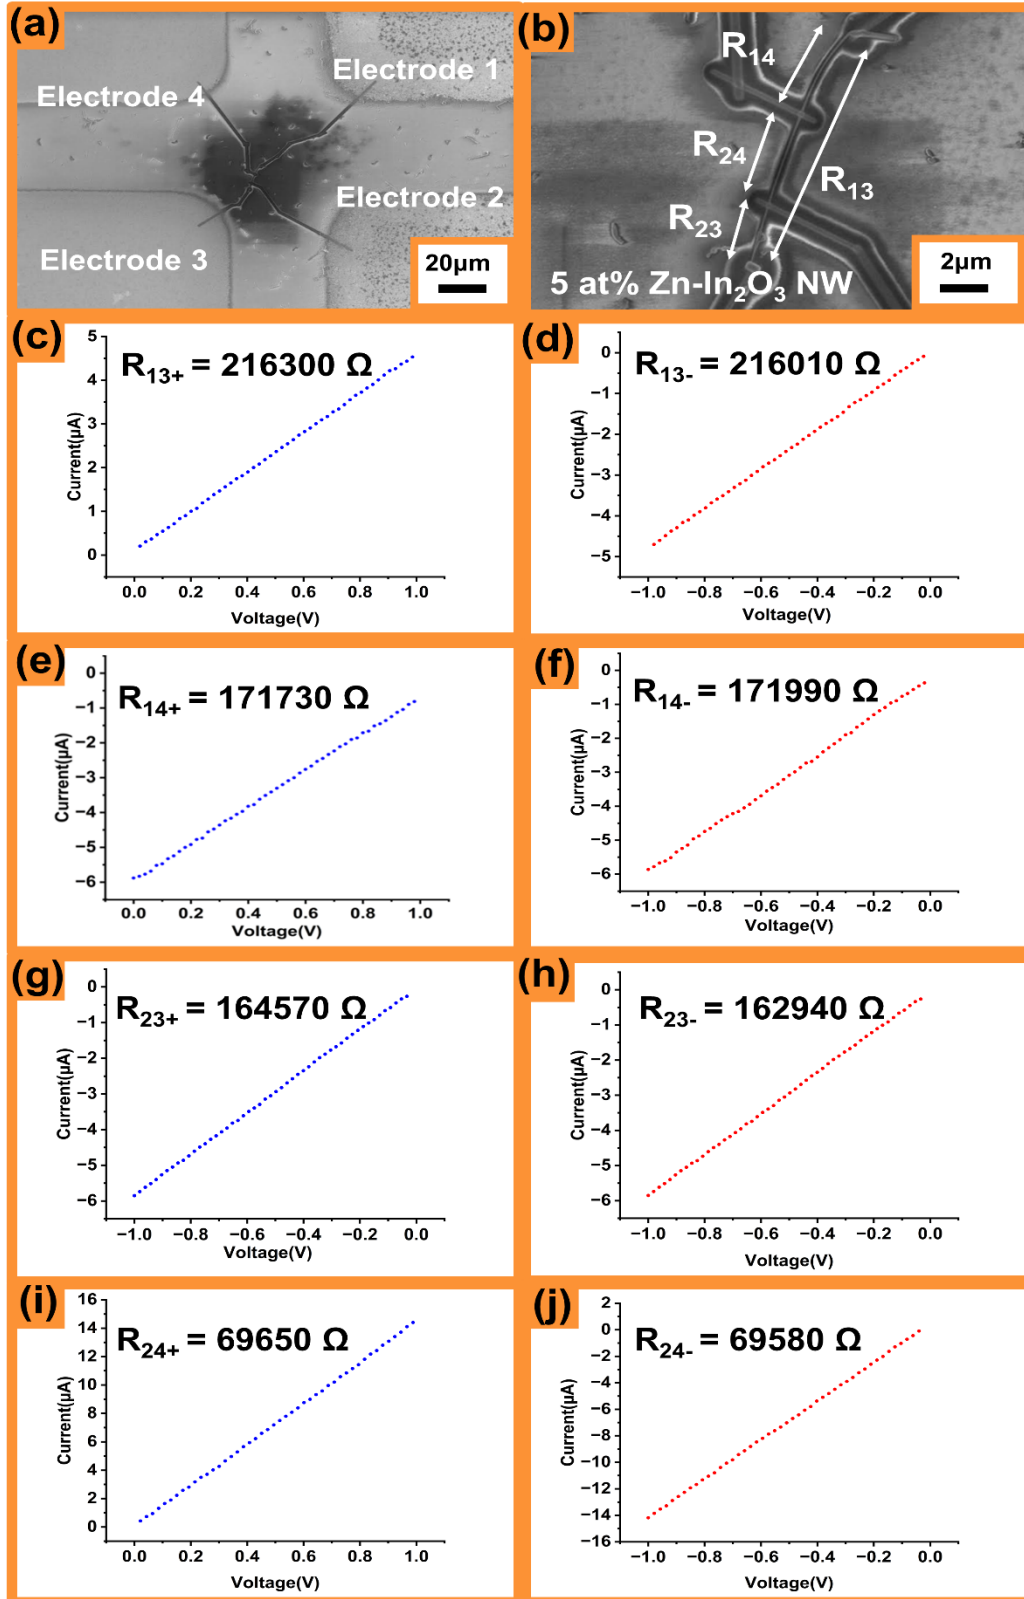 (a)
Electrode 1
Electrode 4
Electrode 2
Electrode 3
20µm
(b)
R14
R24
R13
R23
5 at% Zn-In2O3 NW
2µm
(c)
R13+ = 216300 Ω
Current(µA)
5
4
3
2
1
0
0.0 0.2 0.4 0.6 0.8 1.0
Voltage(V)
(d)
R13- = 216010 Ω
Current(µA)
0
−1
−2
−3
−4
−5
−1.0 −0.8 −0.6 −0.4 −0.2 0.0
Voltage(V)
(e)
R14+ = 171730 Ω
Current(µA)
0
−1
−2
−3
−4
−5
−6
0.0 0.2 0.4 0.6 0.8 1.0
Voltage(V)
(f)
R14- = 171990 Ω
Current(µA)
0
−1
−2
−3
−4
−5
−6
−1.0 −0.8 −0.6 −0.4 −0.2 0.0
Voltage(V)
(g)
R23+ = 164570 Ω
Current(µA)
0
−1
−2
−3
−4
−5
−6
−1.0 −0.8 −0.6 −0.4 −0.2 0.0
Voltage(V)
(h)
R23- = 162940 Ω
Current(µA)
0
−1
−2
−3
−4
−5
−6
−1.0 −0.8 −0.6 −0.4 −0.2 0.0
Voltage(V)
(i)
R24+ = 69650 Ω
Current(µA)
16
14
12
10
8
6
4
2
0
0.0 0.2 0.4 0.6 0.8 1.0
Voltage(V)
(j)
R24- = 69580 Ω
Current(µA)
2
0
−2
−4
−6
−8
−10
−12
−14
−16
−1.0 −0.8 −0.6 −0.4 −0.2 0.0
Voltage(V)